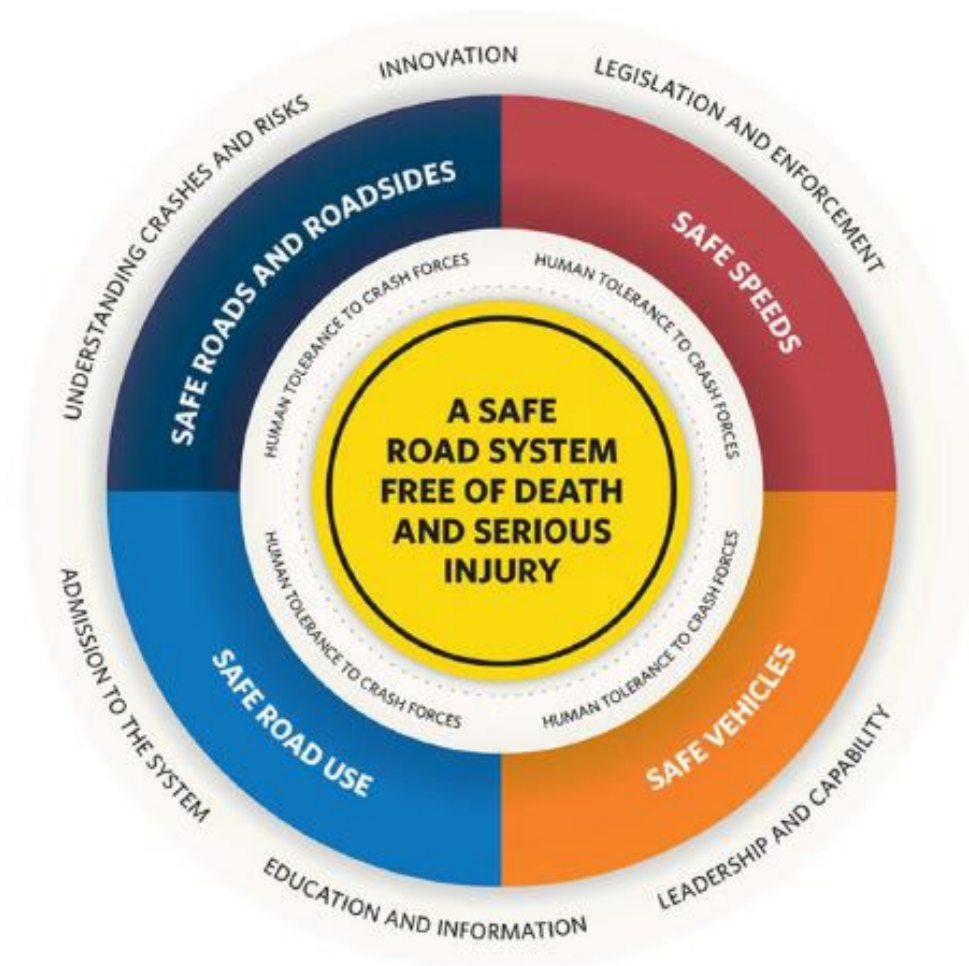 INNOVATION
LEGISLATION AND ENFORCEMENT
UNDERSTANDING CRASHES AND RISKS
SAFE ROADS AND ROADSIDES
SAFE SPEEDS
HUMAN TOLERANCE TO CRASH FORCES
HUMAN TOLERANCE TO CRASH FORCES
A SAFE
ROAD SYSTEM
FREE OF DEATH
AND SERIOUS
INJURY
HUMAN TOLERANCE TO CRASH FORCES
HUMAN TOLERANCE TO CRASH FORCES
SAFE ROAD USE
SAFE VEHICLES
ADMISSION TO THE SYSTEM
EDUCATION AND INFORMATION
LEADERSHIP AND CAPABILITY